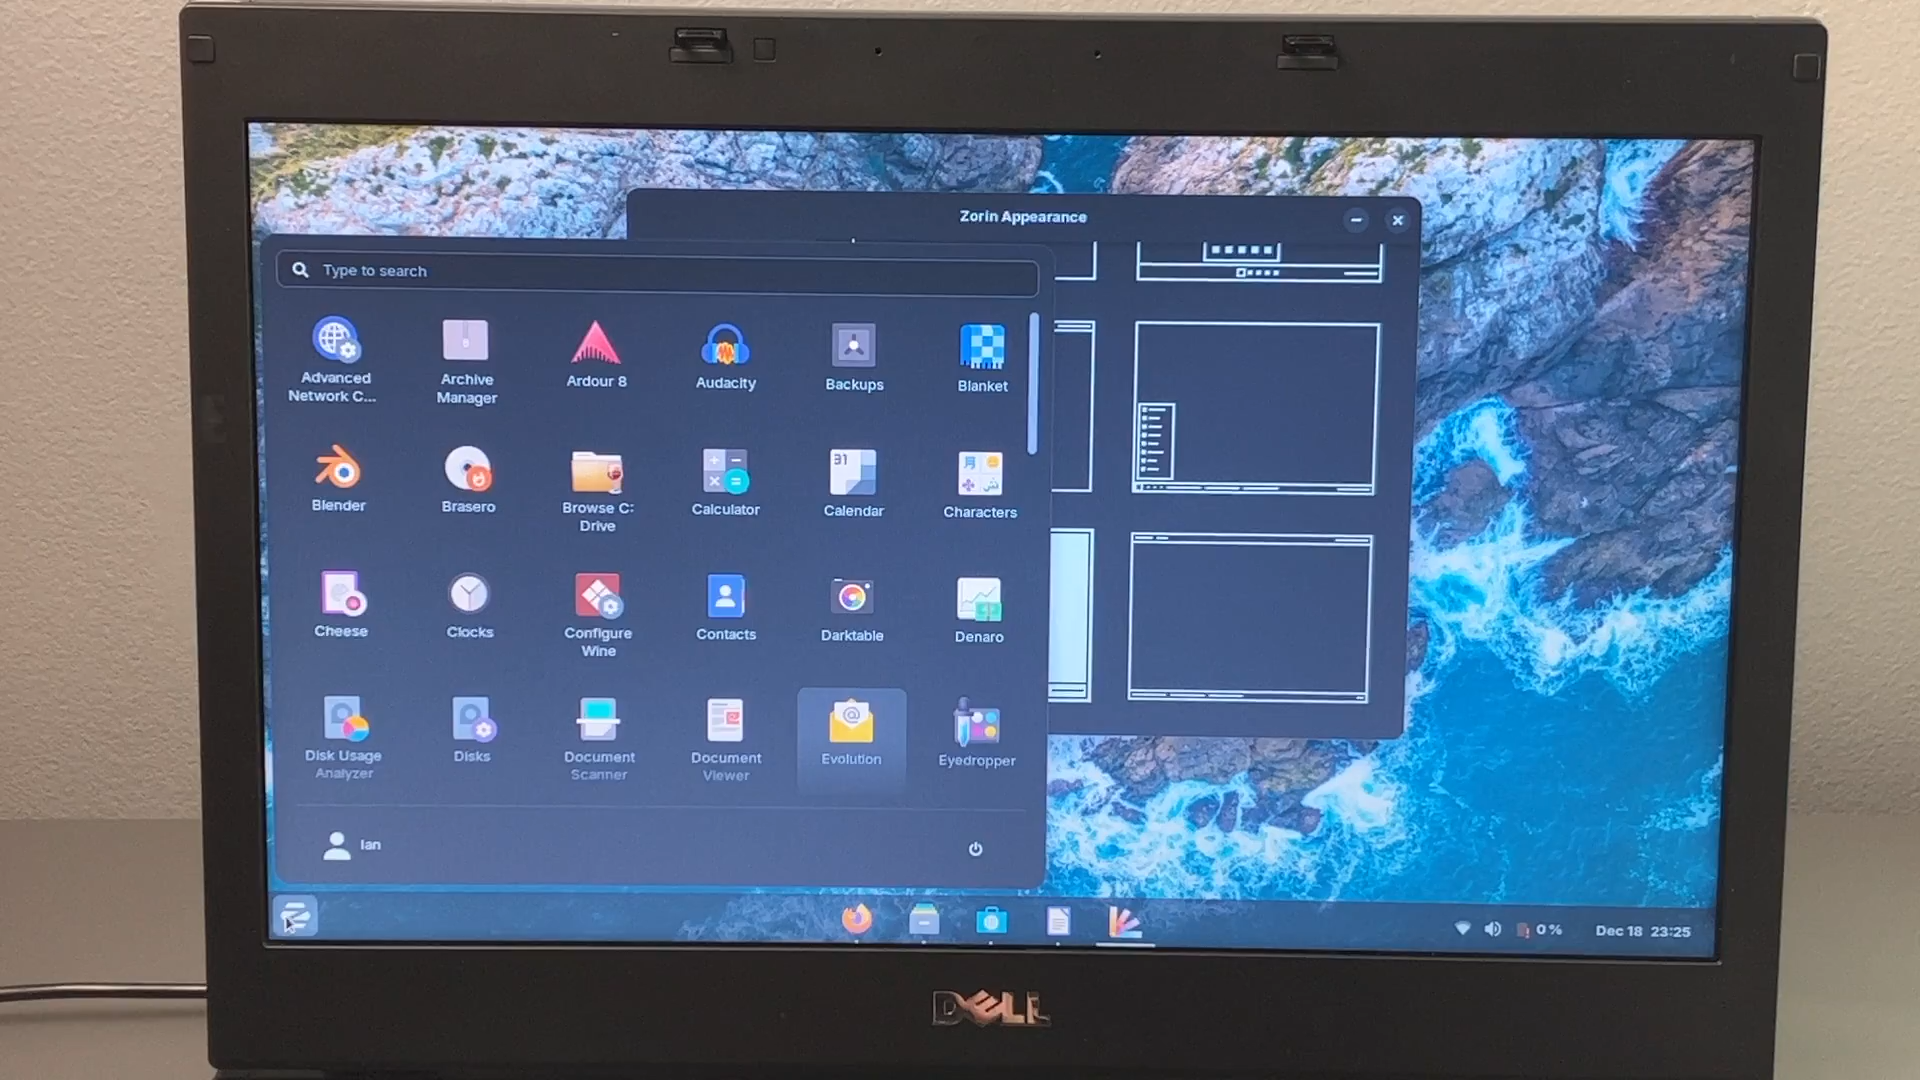 Zorin Appearance
Type to search
Advanced
Network C...
Archive
Manager
Ardour 8
Audacity
Backups
Blanket
Blender
Brasero
Browse C:
Drive
Calculator
31
Calendar
Characters
Cheese
Clocks
Configure
Wine
Contacts
Darktable
Denaro
Disk Usage
Analyzer
Disks
Document
Scanner
Document
Viewer
@
Evolution
Eyedropper
Ian
0 %
Dec 18 23:25
DELL